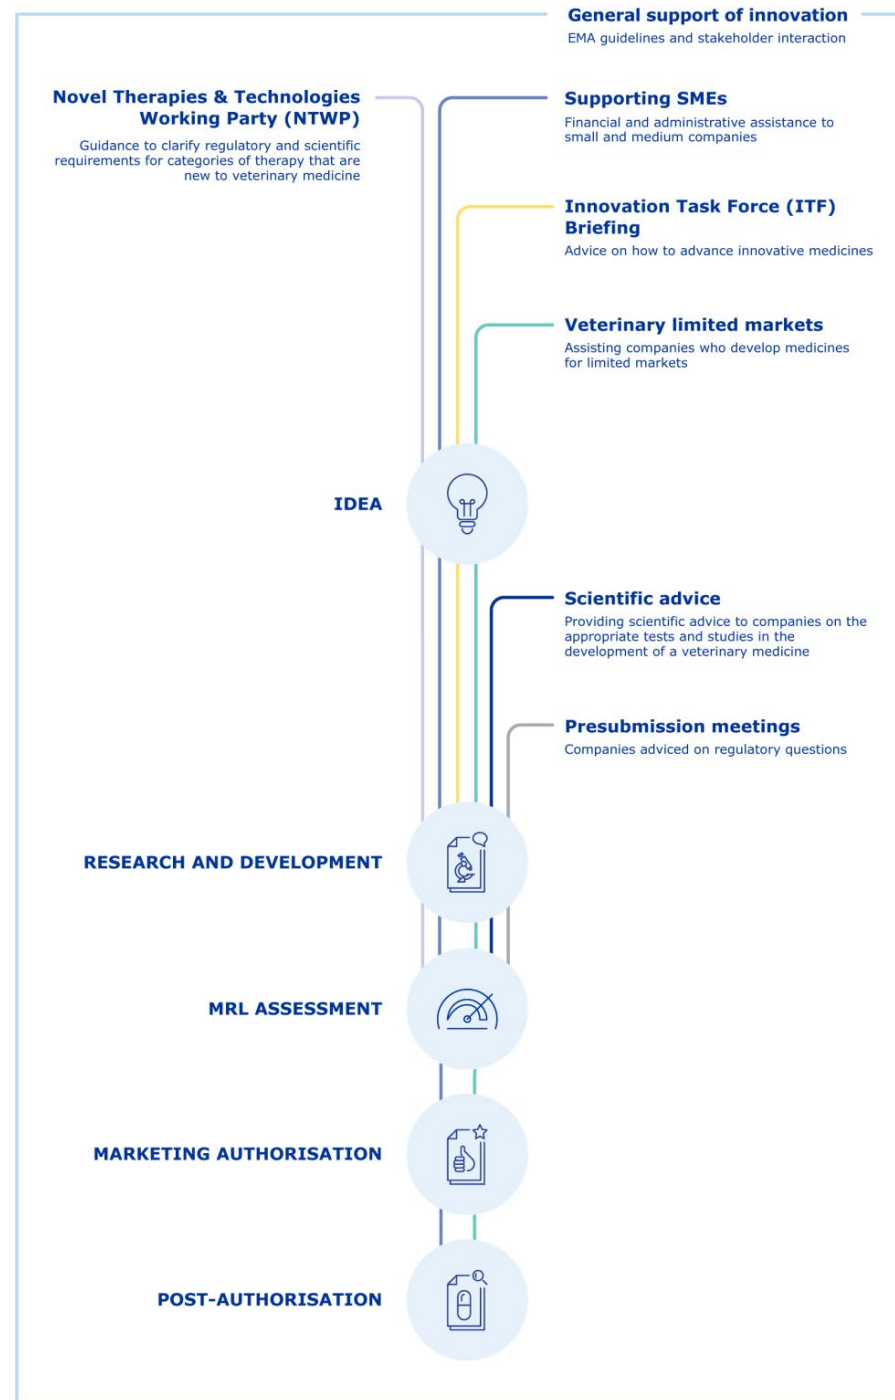 General support of innovation
EMA guidelines and stakeholder interaction
Novel Therapies & Technologies
Working Party (NTWP)
Guidance to clarify regulatory and scientific
requirements for categories of therapy that are
new to veterinary medicine
Supporting SMEs
Financial and administrative assistance to
small and medium companies
Innovation Task Force (ITF)
Briefing
Advice on how to advance innovative medicines
Veterinary limited markets
Assisting companies who develop medicines
for limited markets
IDEA
Scientific advice
Providing scientific advice to companies on the
appropriate tests and studies in the
development of a veterinary medicine
Presubmission meetings
Companies adviced on regulatory questions
RESEARCH AND DEVELOPMENT
MRL ASSESSMENT
MARKETING AUTHORISATION
POST-AUTHORISATION